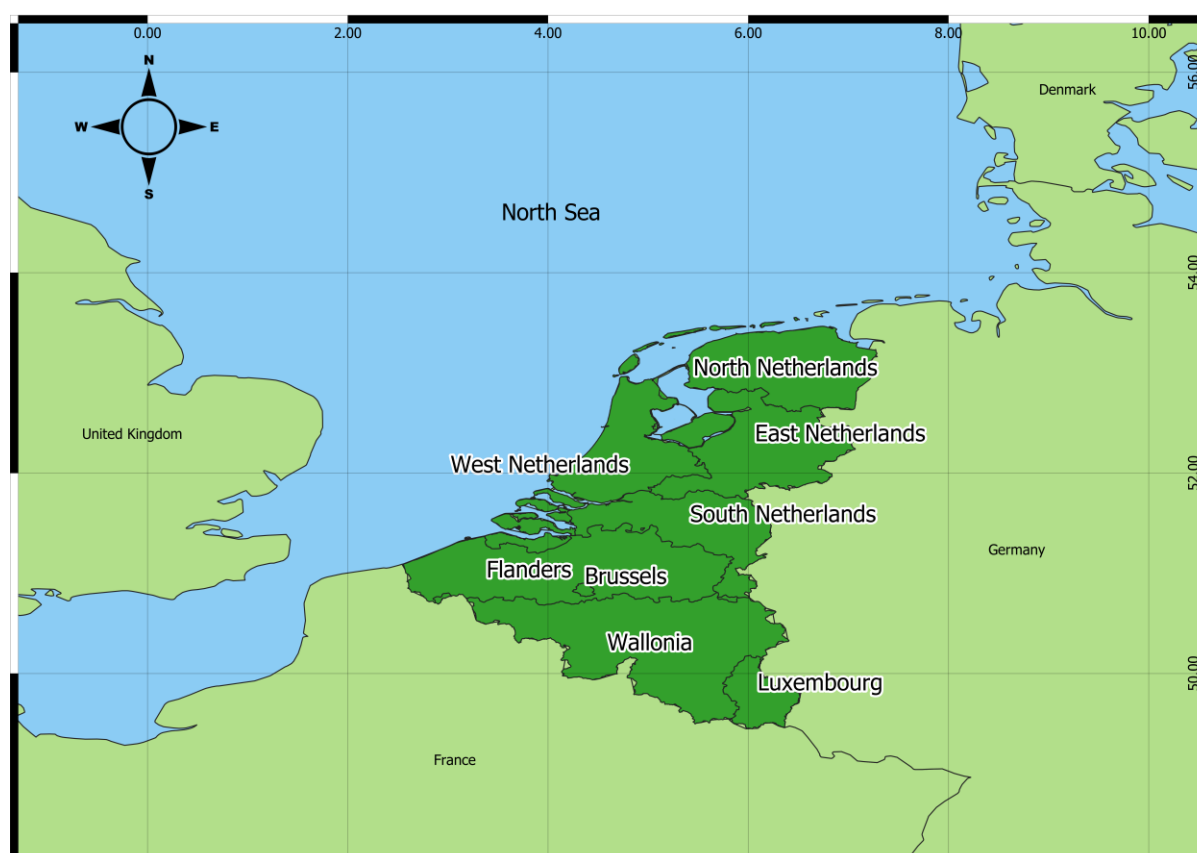 0.00 2.00 4.00 6.00 8.00 10.00
N
W E
S
56.00
Denmark
North Sea
54.00
North Netherlands
United Kingdom
East Netherlands
West Netherlands
52.00
South Netherlands
Germany
Flanders
Brussels
Wallonia
50.00
Luxembourg
France